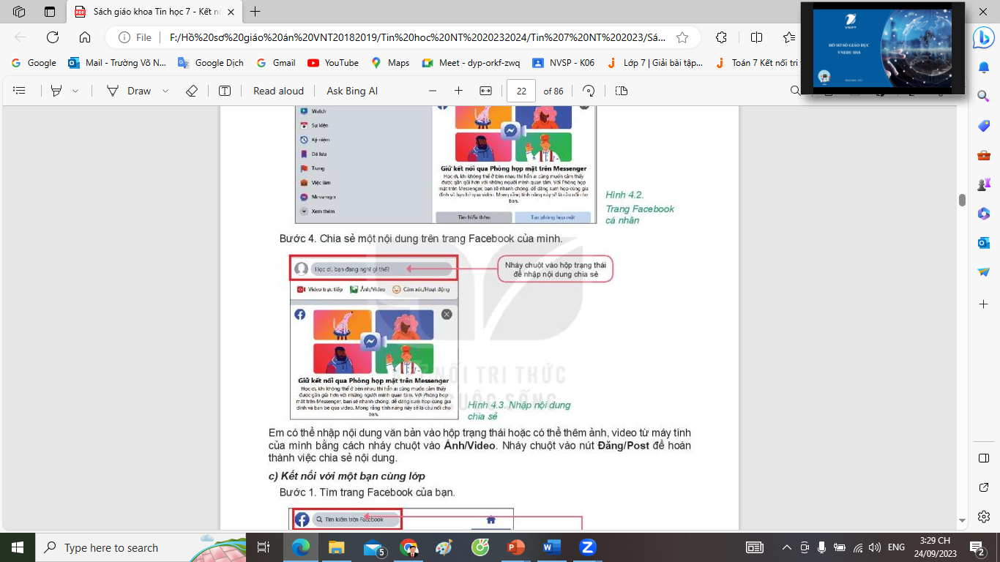 Sách giáo khoa Tin học 7 - Kết nố
File
F:/Hồ%20sơ%20giáo%20án%20VNT20182019/Tin%20hoc%20NT%2020232024/Tin%207%20NT%202023/Sá...
Google
Mail - Trường Võ N...
Google Dịch
Gmail
YouTube
Maps
Meet - dyp-orkf-zwq
NVSP - K06
Lớp 7 | Giải bài tập...
Toán 7 Kết nối tri
VNPT
HỒ SƠ SỐ GIÁO DỤC
VNEDU HSS
Draw
Read aloud
Ask Bing AI
22
of 86
Watch
Sự kiện
Kỷ niệm
Đã lưu
Trang
Việc làm
Messenger
Xem thêm
Giữ kết nối qua Phòng họp mặt trên Messenger
Học ơi, khi không thể ở bên nhau thì hẳn ai cũng muốn cảm thấy
được gần gũi hơn với những người mình quan tâm. Với Phòng họp
mặt trên Messenger, bạn sẽ nhanh chóng, dễ dàng sum họp cùng gia
đình và bạn bè qua video. Mong rằng tính năng này sẽ là cầu nối cho
bạn.
Tìm hiểu thêm
Tạo phòng họp mặt
Hình 4.2.
Trang Facebook
cá nhân
Bước 4. Chia sẻ một nội dung trên trang Facebook của mình.
Học ơi, bạn đang nghĩ gì thế?
Nháy chuột vào hộp trạng thái
để nhập nội dung chia sẻ
Video trực tiếp
Ảnh/Video
Cảm xúc/Hoạt động
Giữ kết nối qua Phòng họp mặt trên Messenger
Học ơi, khi không thể ở bên nhau thì hẳn ai cũng muốn cảm thấy
được gần gũi hơn với những người mình quan tâm. Với Phòng họp
mặt trên Messenger, bạn sẽ nhanh chóng, dễ dàng sum họp cùng gia
đình và bạn bè qua video. Mong rằng tính năng này sẽ là cầu nối cho
bạn.
NỐI TRI THỨC
CUỘC SỐNG
Hình 4.3. Nhập nội dung
chia sẻ
Em có thể nhập nội dung văn bản vào hộp trạng thái hoặc có thể thêm ảnh, video từ máy tính
của mình bằng cách nháy chuột vào Ảnh/Video. Nháy chuột vào nút Đăng/Post để hoàn
thành việc chia sẻ nội dung.
c) Kết nối với một bạn cùng lớp
Bước 1. Tìm trang Facebook của bạn.
Tìm kiếm trên Facebook
Type here to search
5
ENG
3:29 CH
24/09/2023
2